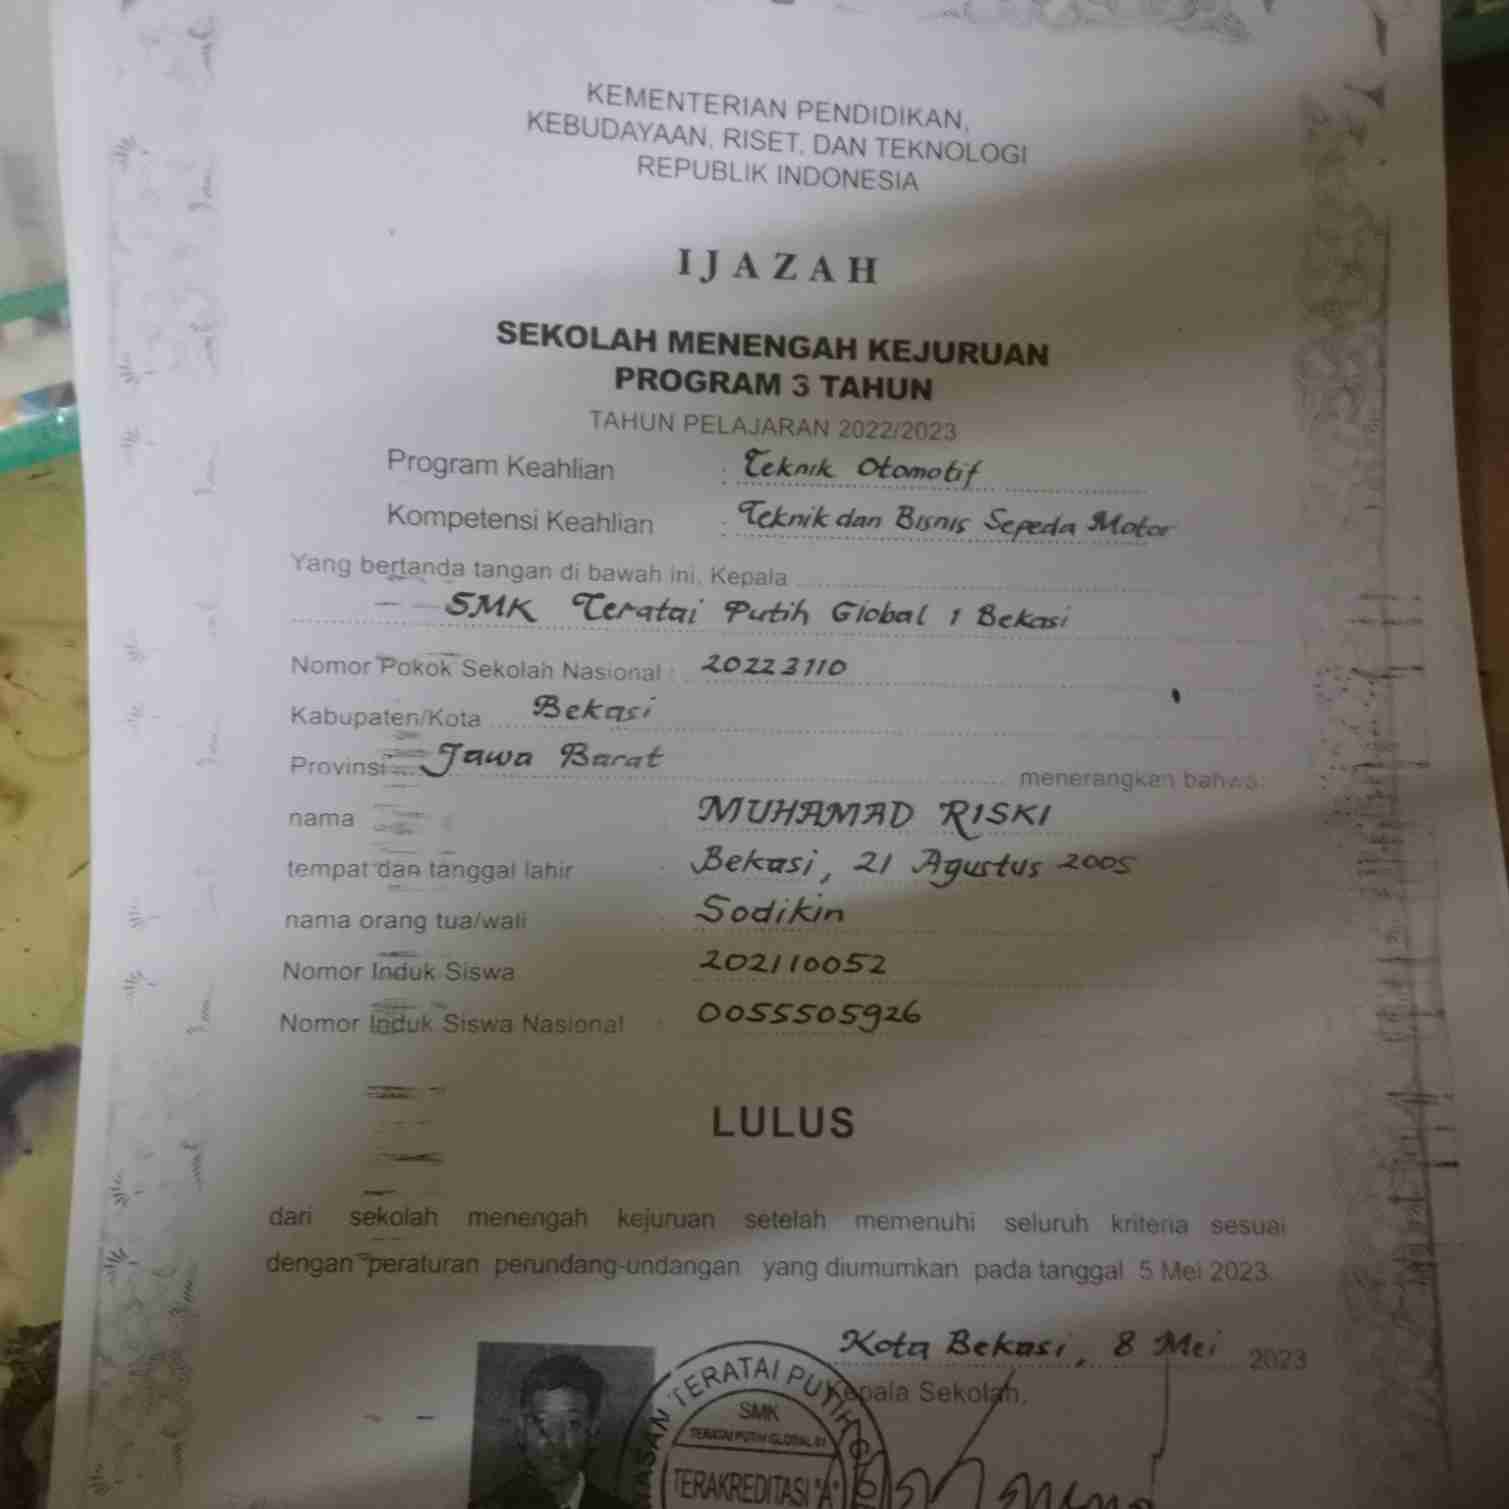 KEMENTERIAN PENDIDIKAN,
KEBUDAYAAN, RISET, DAN TEKNOLOGI
REPUBLIK INDONESIA
IJAZAH
SEKOLAH MENENGAH KEJURUAN
PROGRAM 3 TAHUN
TAHUN PELAJARAN 2022/2023
Program Keahlian : Teknik Otomotif
Kompetensi Keahlian : Teknik dan Bisnis Sepeda Motor
Yang bertanda tangan di bawah ini, Kepala
SMK Teratai Putih Global 1 Bekasi
Nomor Pokok Sekolah Nasional : 20223110
Kabupaten/Kota Bekasi
Provinsi Jawa Barat menerangkan bahwa:
nama MUHAMAD RISKI
tempat dan tanggal lahir : Bekasi, 21 Agustus 2005
nama orang tua/wali : Sodikin
Nomor Induk Siswa : 202110052
Nomor Induk Siswa Nasional : 0055505926
LULUS
dari sekolah menengah kejuruan setelah memenuhi seluruh kriteria sesuai
dengan peraturan perundang-undangan yang diumumkan pada tanggal 5 Mei 2023.
Kota Bekasi, 8 Mei 2023
Kepala Sekolah,
TERATAI PUTIH
SMK
TERATAI PUTIH GLOBAL 01
TERAKREDITASI "A"